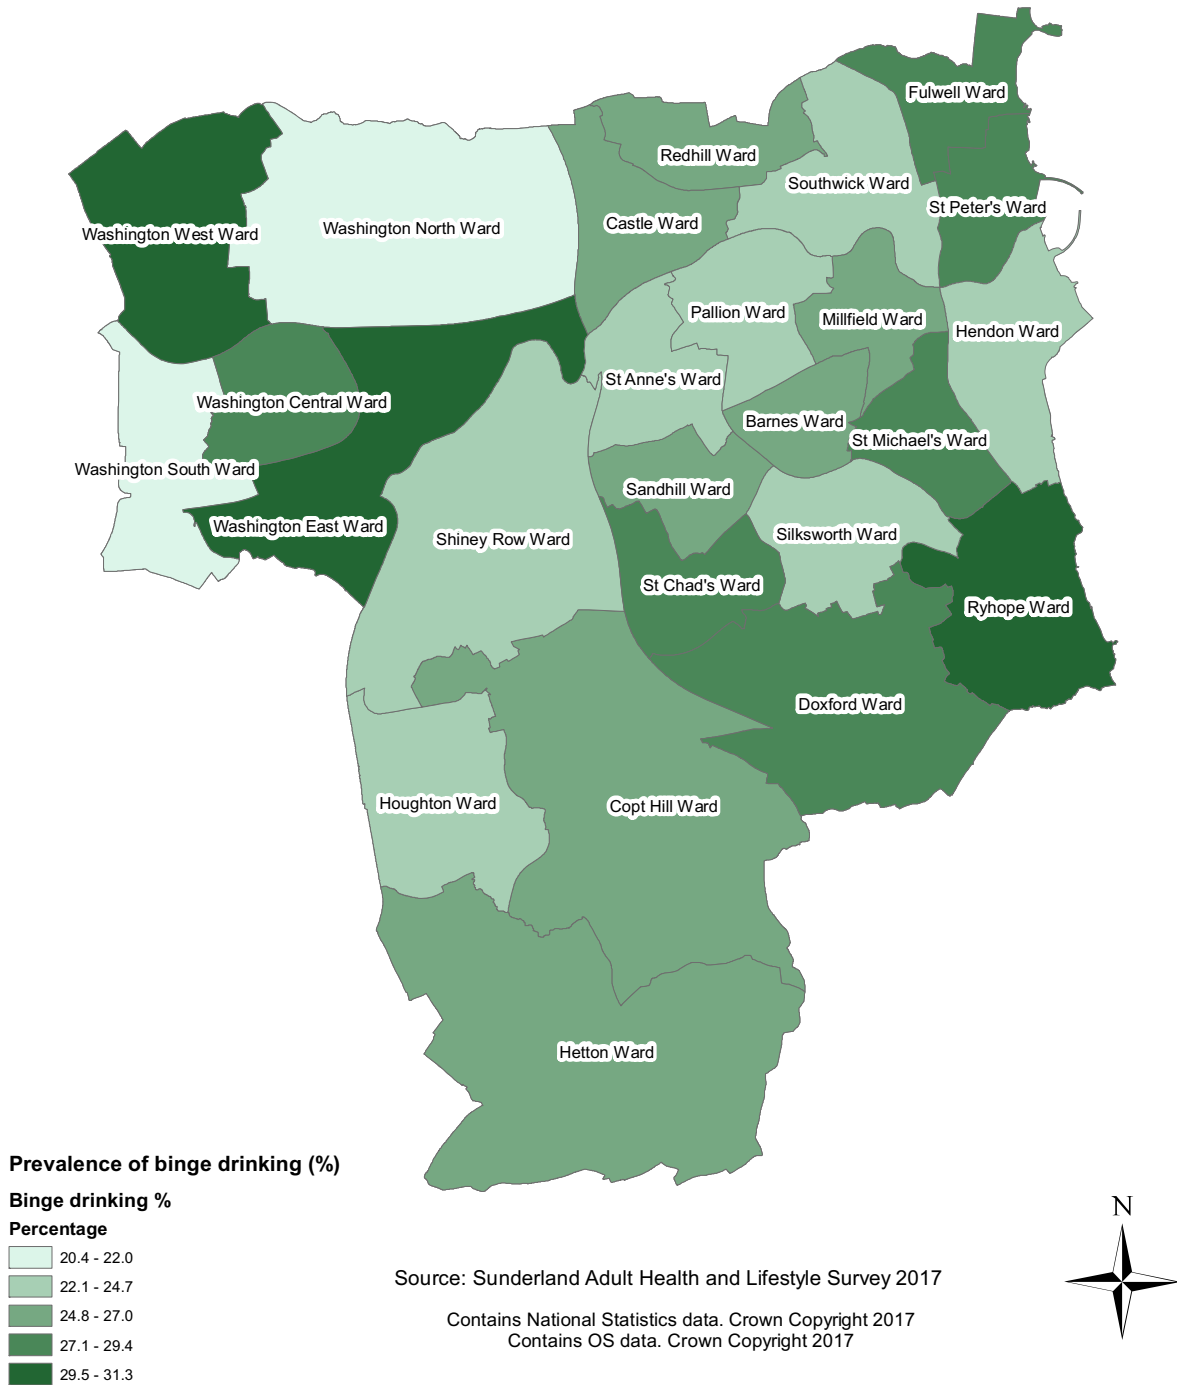 Fulwell Ward
Redhill Ward
Southwick Ward
St Peter's Ward
Washington West Ward
Washington North Ward
Castle Ward
Pallion Ward
Millfield Ward
Hendon Ward
St Anne's Ward
Washington Central Ward
Barnes Ward
St Michael's Ward
Washington South Ward
Sandhill Ward
Washington East Ward
Shiney Row Ward
Silksworth Ward
St Chad's Ward
Ryhope Ward
Doxford Ward
Houghton Ward
Copt Hill Ward
Hetton Ward
Prevalence of binge drinking (%)
Binge drinking %
Percentage
20.4 - 22.0
22.1 - 24.7
24.8 - 27.0
27.1 - 29.4
29.5 - 31.3
Source: Sunderland Adult Health and Lifestyle Survey 2017
Contains National Statistics data. Crown Copyright 2017
Contains OS data. Crown Copyright 2017
N